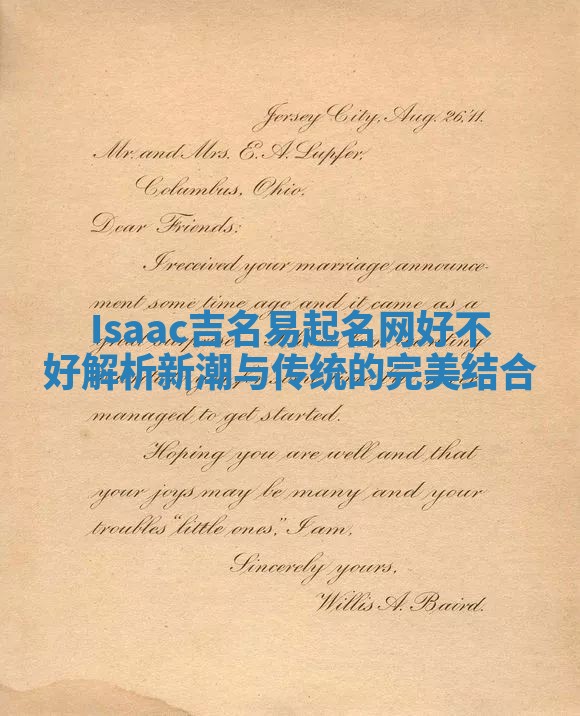 Jersey City, Aug. 26,'11.
Mr. and Mrs. E. A. Lupfer,
Columbus, Ohio.
Dear Friends:
I received your marriage announce-
ment some time ago and it came as a
Isaac吉名易起名网好不
好解析新潮与传统的完美结合
managed to get started.
Hoping you are well and that
your joys may be many and your
troubles "little ones," I am,
Sincerely yours,
Willis A. Baird.